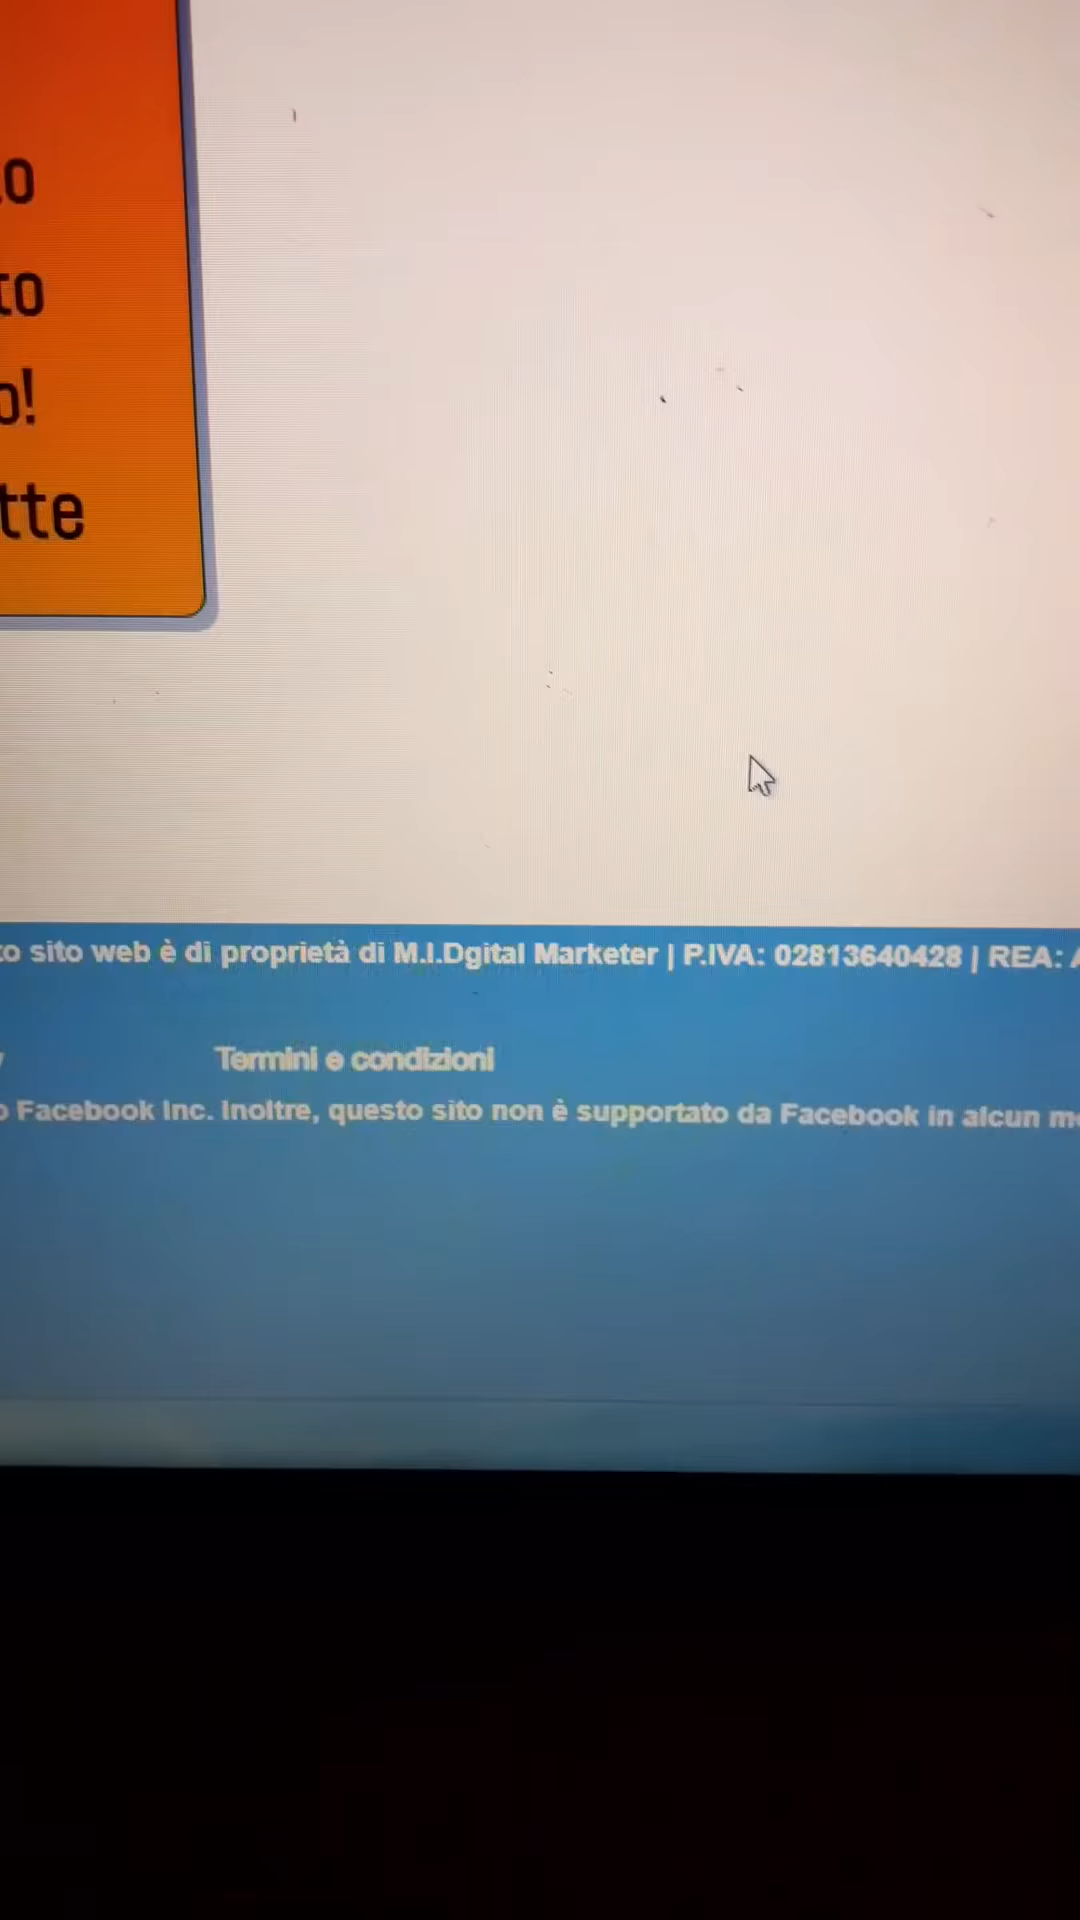 to
o!
tte
sito web è di proprietà di M.I.Dgital Marketer | P.IVA: 02813640428 | REA:
Termini e condizioni
Facebook Inc. Inoltre, questo sito non è supportato da Facebook in alcun